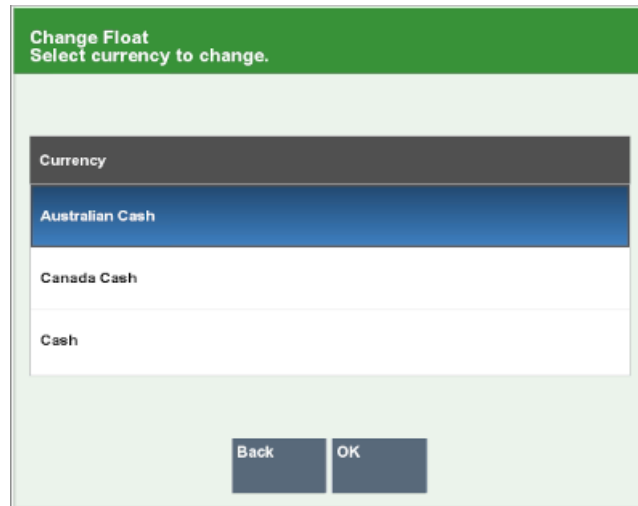 Change Float
Select currency to change.
Currency
Australian Cash
Canada Cash
Cash
Back
OK